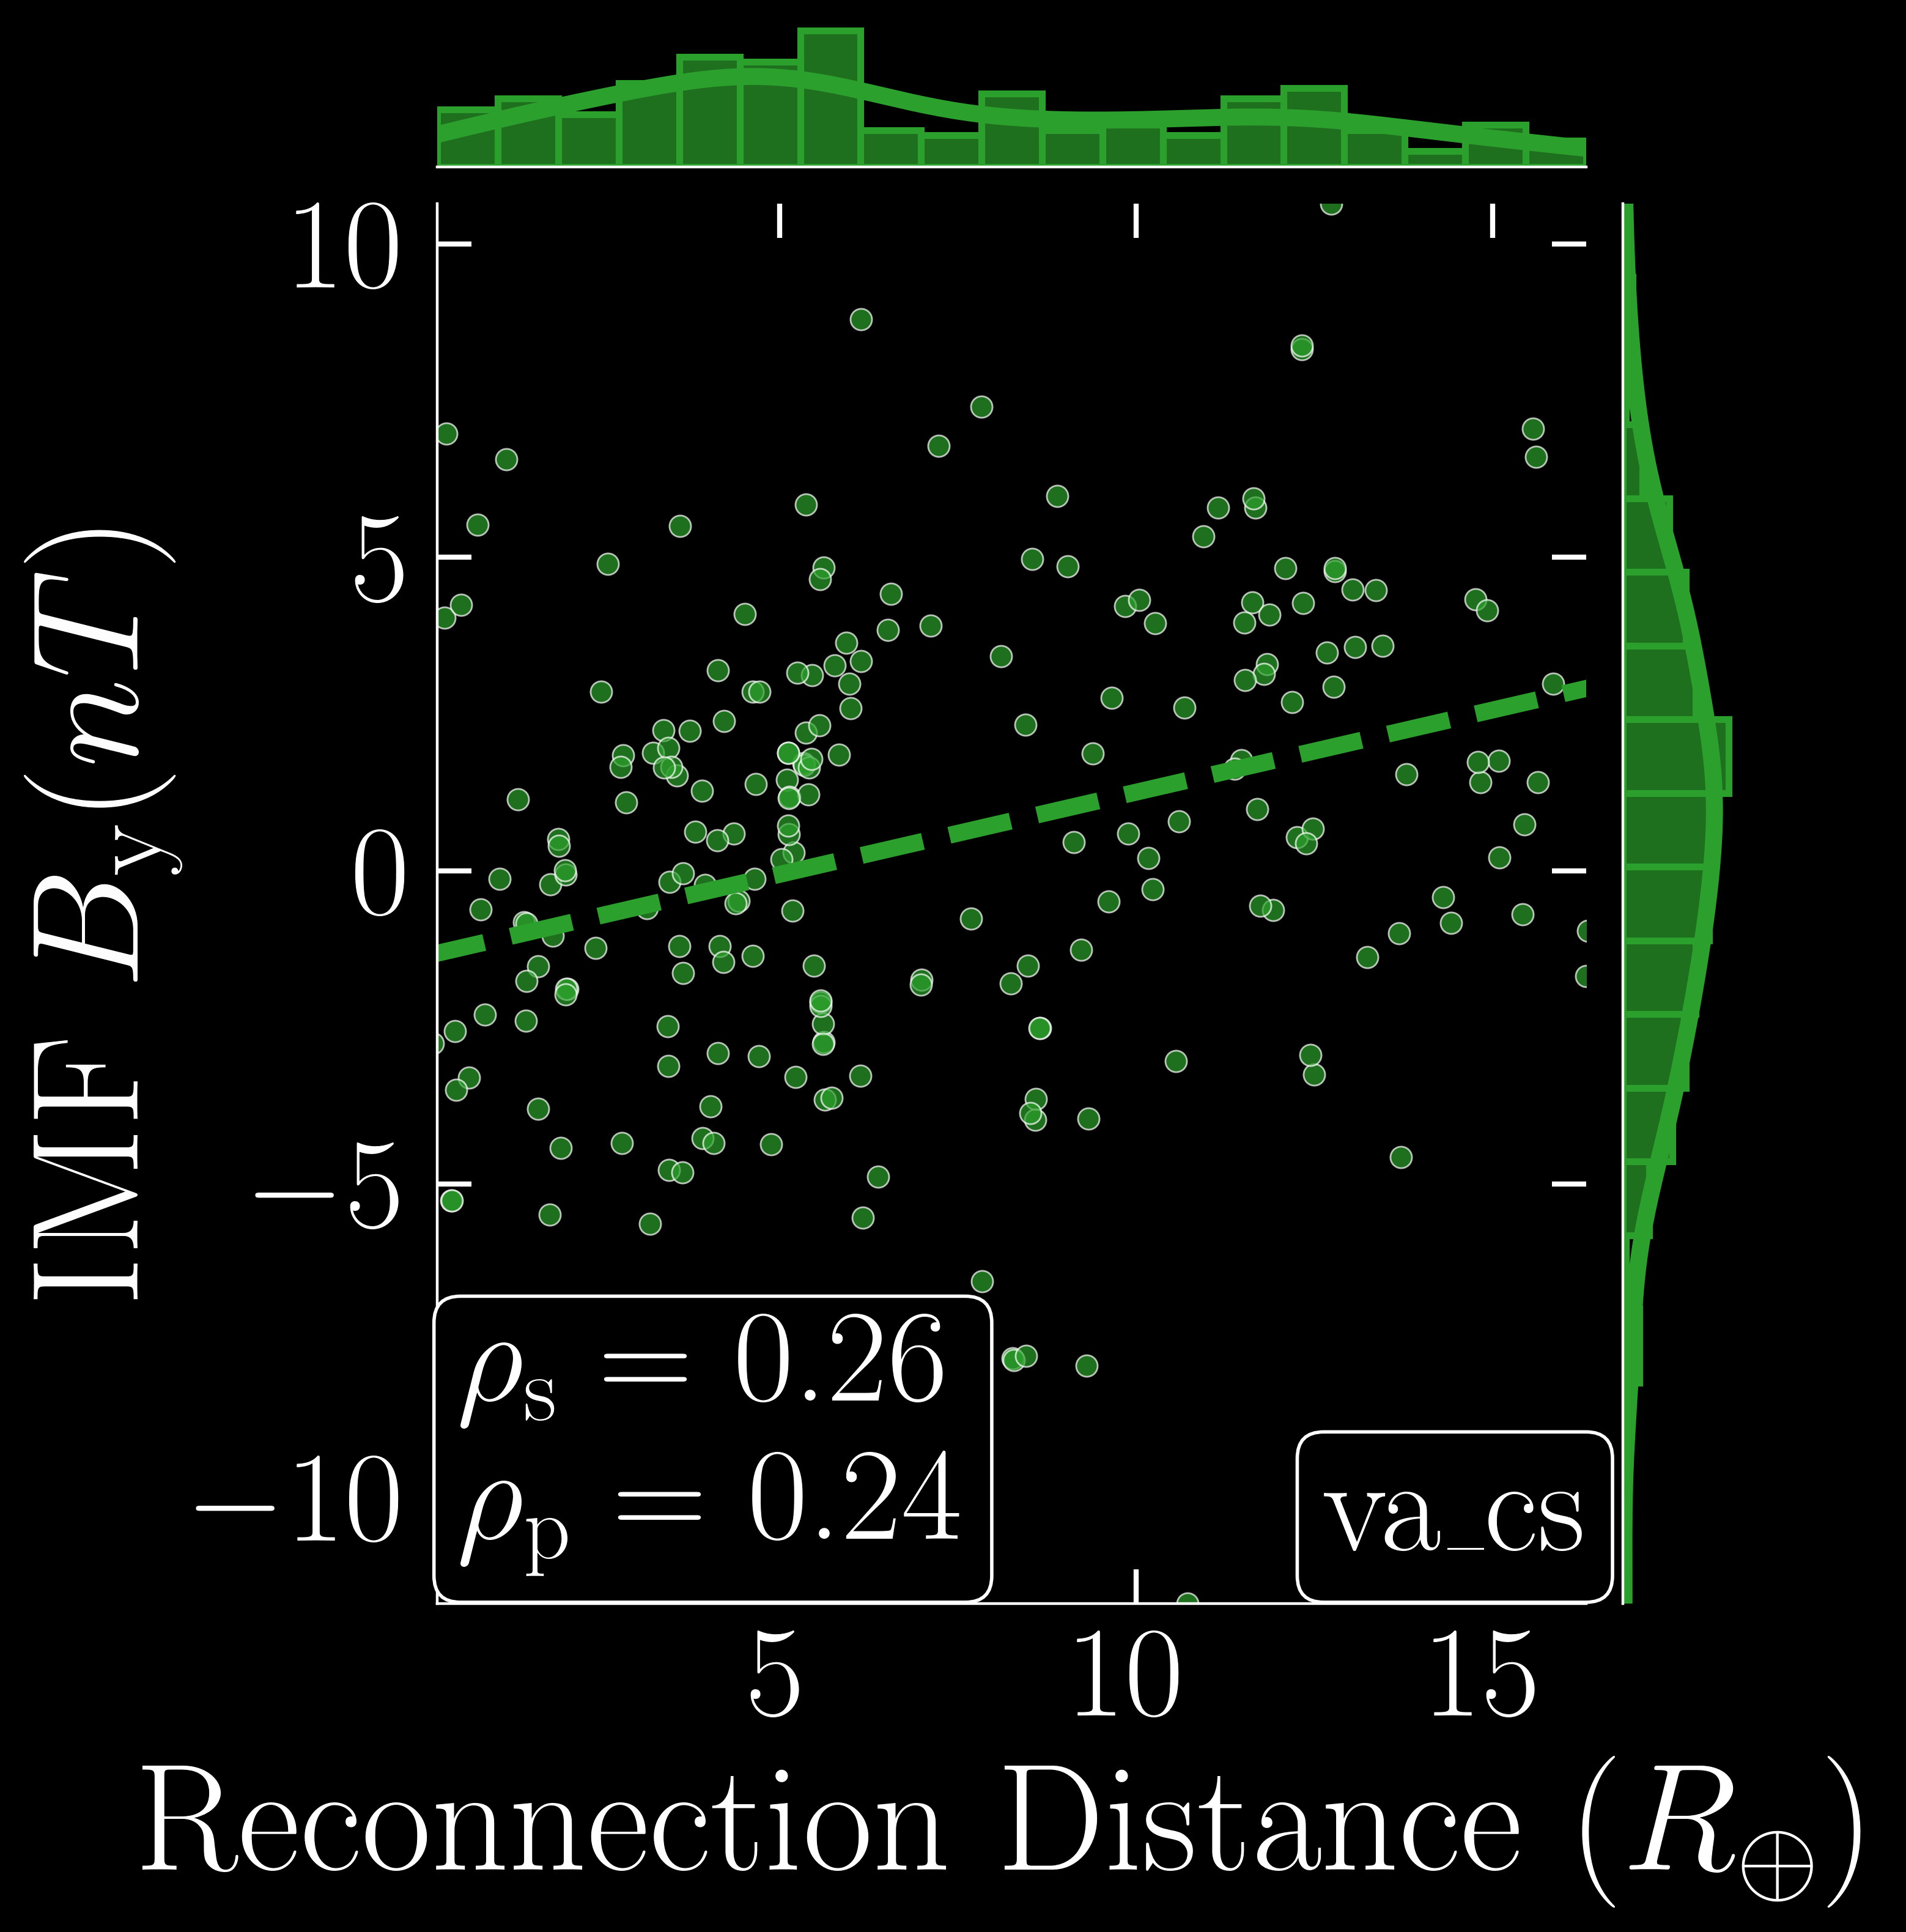 10
5
0
−5
−10
IMF B_y (nT)
ρ_s = 0.26
ρ_p = 0.24
va_cs
5 10 15
Reconnection Distance (R_⊕)